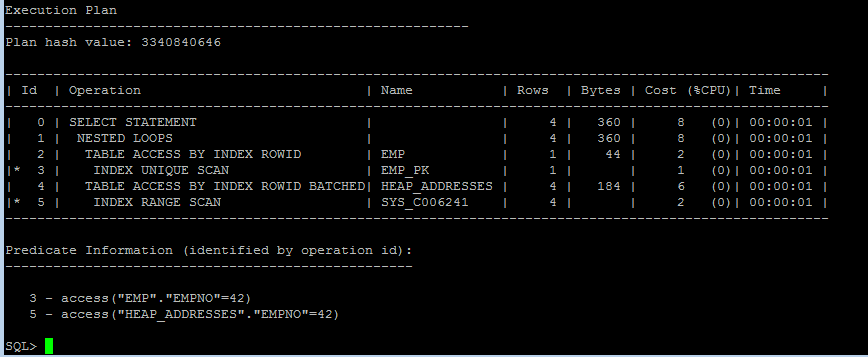 Execution Plan
----------------------------------------------------------
Plan hash value: 3340840646

-------------------------------------------------------------------------------------------------------
| Id  | Operation                            | Name           | Rows  | Bytes | Cost (%CPU)| Time     |
-------------------------------------------------------------------------------------------------------
|   0 | SELECT STATEMENT                     |                |     4 |   360 |     8   (0)| 00:00:01 |
|   1 |  NESTED LOOPS                        |                |     4 |   360 |     8   (0)| 00:00:01 |
|   2 |   TABLE ACCESS BY INDEX ROWID        | EMP            |     1 |    44 |     2   (0)| 00:00:01 |
|*  3 |    INDEX UNIQUE SCAN                 | EMP_PK         |     1 |       |     1   (0)| 00:00:01 |
|   4 |   TABLE ACCESS BY INDEX ROWID BATCHED| HEAP_ADDRESSES |     4 |   184 |     6   (0)| 00:00:01 |
|*  5 |    INDEX RANGE SCAN                  | SYS_C006241    |     4 |       |     2   (0)| 00:00:01 |
-------------------------------------------------------------------------------------------------------

Predicate Information (identified by operation id):
---------------------------------------------------

   3 - access("EMP"."EMPNO"=42)
   5 - access("HEAP_ADDRESSES"."EMPNO"=42)

SQL>